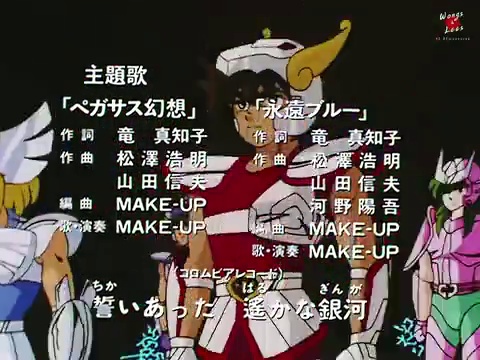 Wongs
Loss
主題歌
「ペガサス幻想」
作詞 竜 真知子
作曲 松澤浩明
山田信夫
編曲 MAKE-UP
歌・演奏 MAKE-UP
「永遠ブルー」
作詞 竜 真知子
作曲 松澤浩明
山田信夫
河野陽吾
編曲 MAKE-UP
歌・演奏 MAKE-UP
(コロムビアレコード)
ちか はる ぎんが
誓いあった 遥かな銀河